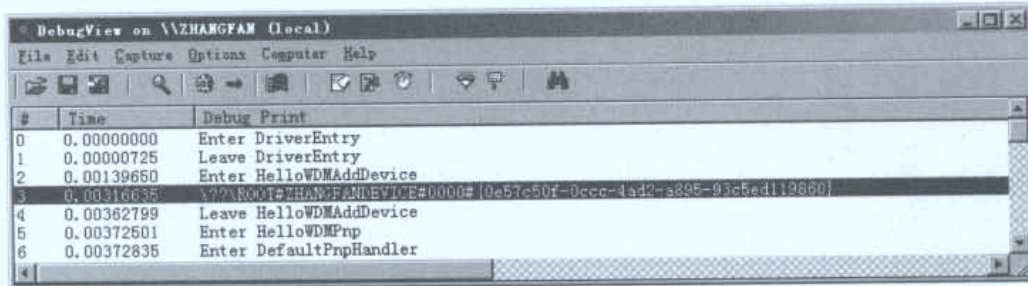 DebugView on \\ZHANGFAN (local)
File Edit Capture Options Computer Help
# Time Debug Print
0 0.00000000 Enter DriverEntry
1 0.00000725 Leave DriverEntry
2 0.00139650 Enter HelloWDMAddDevice
3 0.00316635 \??\ROOT#ZHANGFANDEVICE#0000#{0e57c50f-0ccc-4ad2-a895-93c5ed119860}
4 0.00362799 Leave HelloWDMAddDevice
5 0.00372501 Enter HelloWDMPnp
6 0.00372835 Enter DefaultPnpHandler